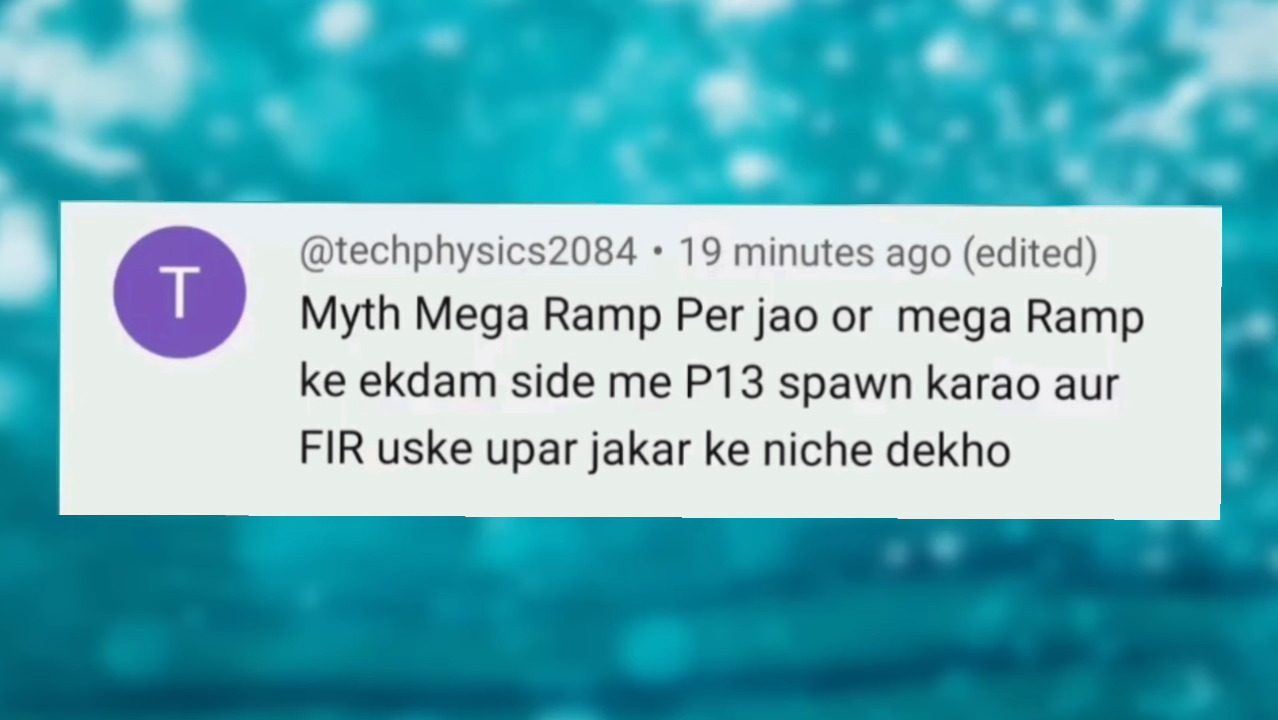 T
@techphysics2084 • 19 minutes ago (edited)
Myth Mega Ramp Per jao or mega Ramp
ke ekdam side me P13 spawn karao aur
FIR uske upar jakar ke niche dekho